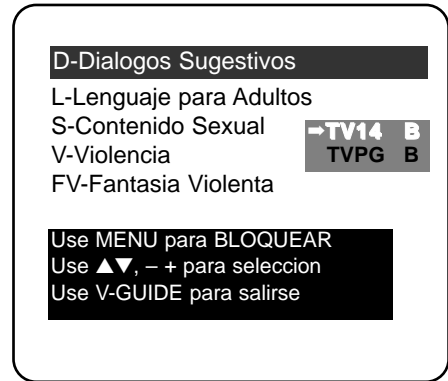 D-Dialogos Sugestivos
L-Lenguaje para Adultos
S-Contenido Sexual
➡TV14 B
V-Violencia
TVPG B
FV-Fantasia Violenta
Use MENU para BLOQUEAR
Use ▲▼, – + para seleccion
Use V-GUIDE para salirse